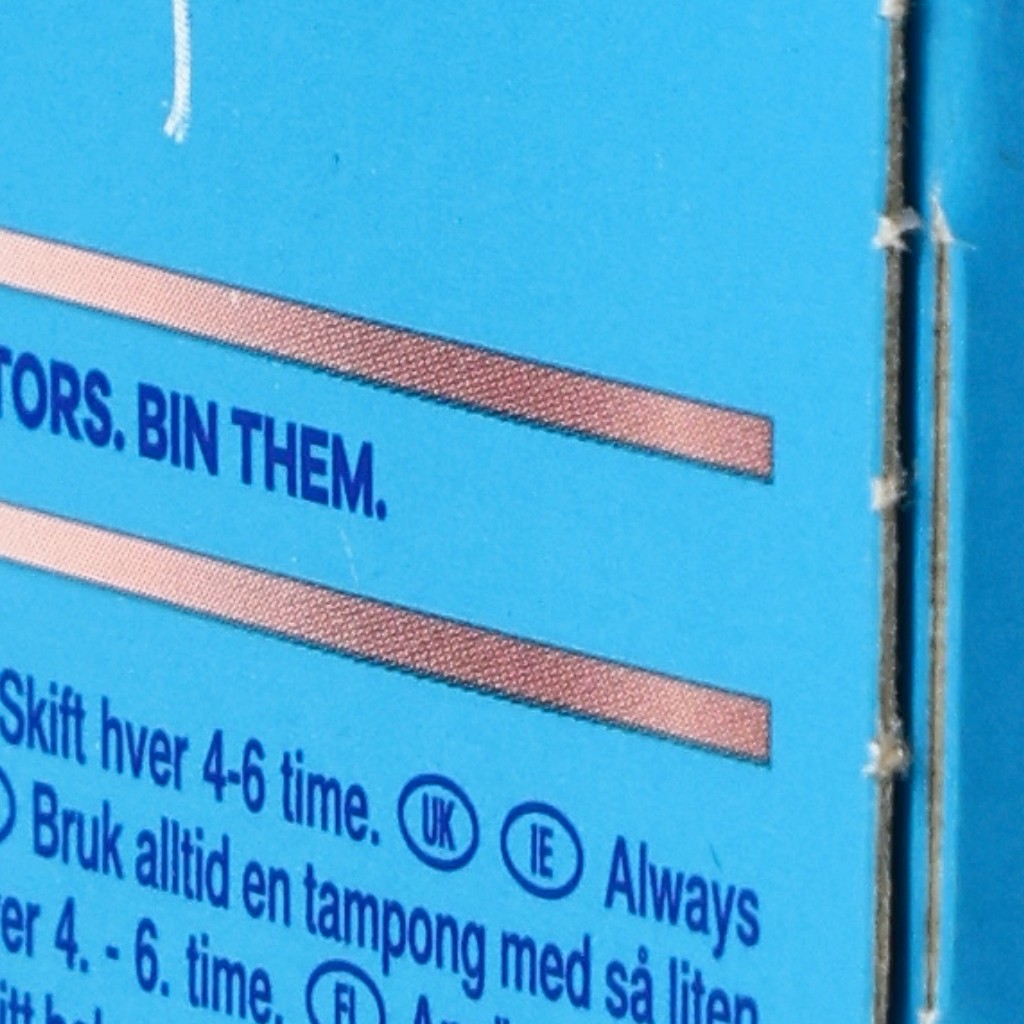 TORS. BIN THEM.
Skift hver 4-6 time. UK IE Always
Bruk alltid en tampong med så liten
er 4. - 6. time. FI